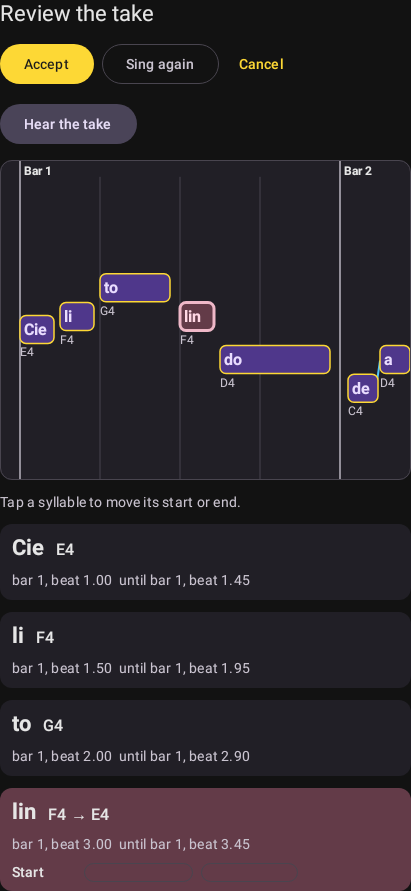 Review the take
Accept
Sing again
Cancel
Hear the take
Bar 1
Bar 2
to
G4
li
F4
lin
F4
Cie
E4
do
D4
a
D4
de
C4
Tap a syllable to move its start or end.
Cie E4
bar 1, beat 1.00 until bar 1, beat 1.45
li F4
bar 1, beat 1.50 until bar 1, beat 1.95
to G4
bar 1, beat 2.00 until bar 1, beat 2.90
lin F4 → E4
bar 1, beat 3.00 until bar 1, beat 3.45
Start